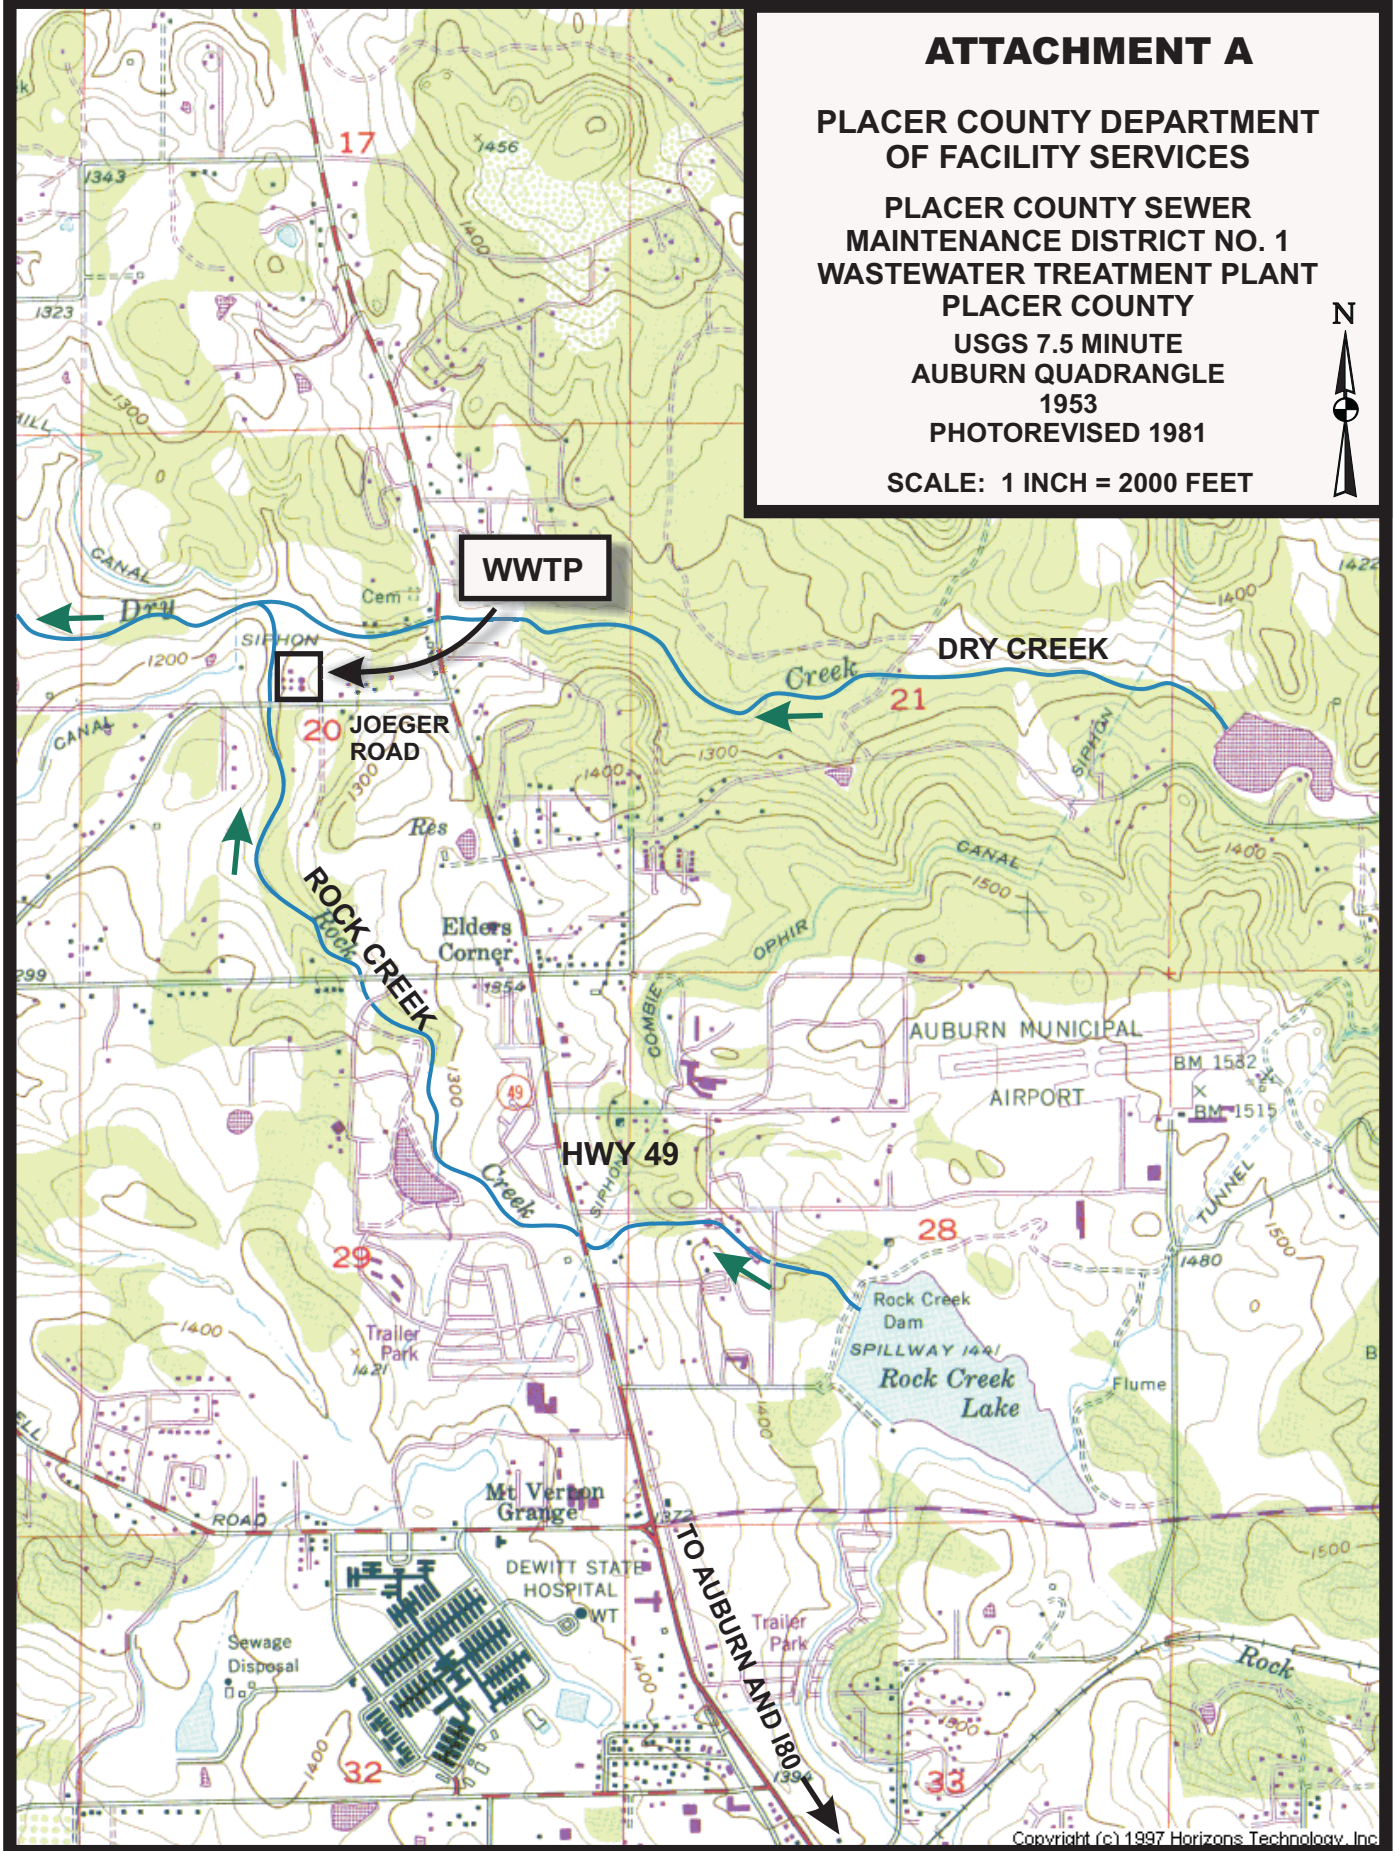 ATTACHMENT A
PLACER COUNTY DEPARTMENT
OF FACILITY SERVICES
PLACER COUNTY SEWER
MAINTENANCE DISTRICT NO. 1
WASTEWATER TREATMENT PLANT
PLACER COUNTY
USGS 7.5 MINUTE
AUBURN QUADRANGLE
1953
PHOTOREVISED 1981
SCALE: 1 INCH = 2000 FEET
N
17
1456
1343
1400
1323
1300
CANAL
WWTP
1422
1400
Dry
Cem
SIPHON
1200
DRY CREEK
Creek
21
CANAL
20
JOEGER
ROAD
SIPHON
1300
1300
1400
Res
CANAL
1400
1500
ROCK CREEK
Rock
Elders
Corner
OPHIR
299
1354
COMBIE
AUBURN MUNICIPAL
AIRPORT
BM 1532
BM 1515
1300
49
HWY 49
SIPHON
Creek
TUNNEL
28
1500
29
1480
Rock Creek
Dam
SPILLWAY 1441
Rock Creek
Lake
Flume
1400
Trailer
Park
1421
1400
ELL
ROAD
Mt Vernon
Grange
1372
TO AUBURN AND I80
1500
DEWITT STATE
HOSPITAL
WT
Trailer
Park
Sewage
Disposal
1400
Rock
1400
32
1394
33
Copyright (c) 1997 Horizons Technology, Inc